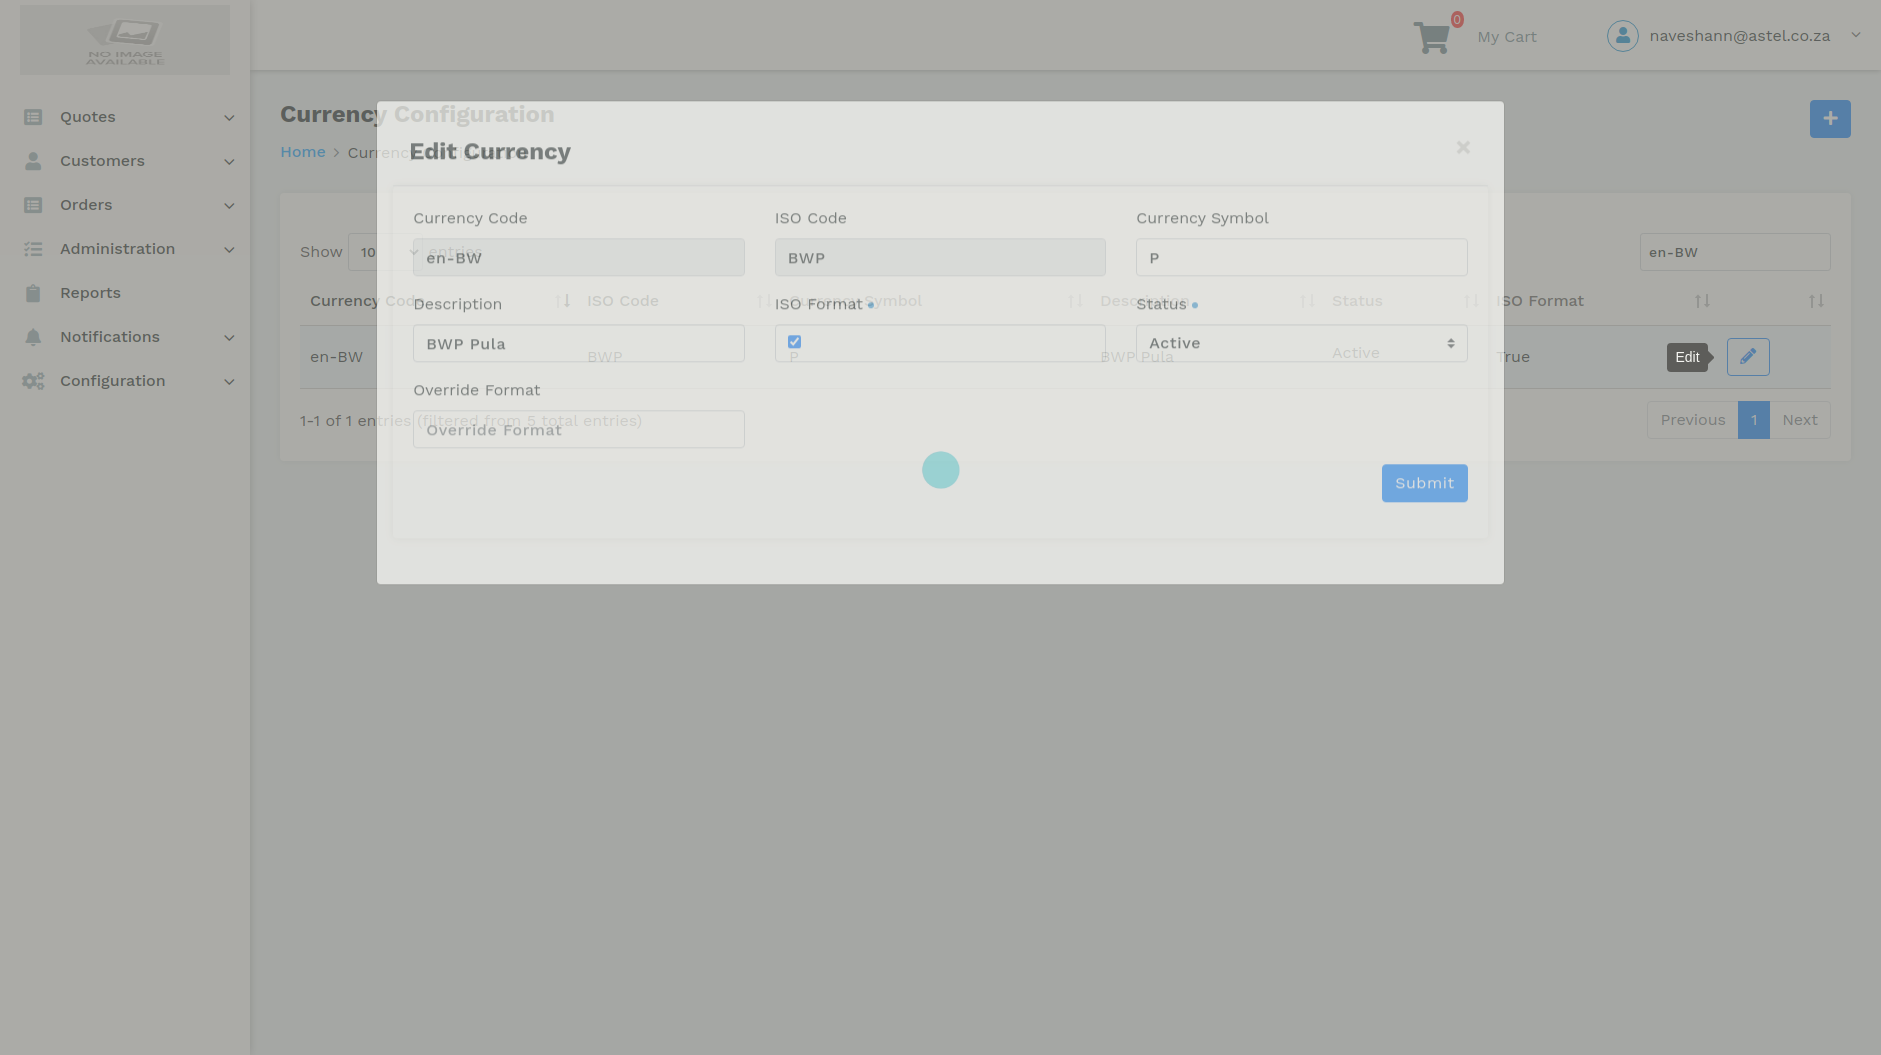 NO IMAGE
AVAILABLE
0
My Cart
naveshann@astel.co.za
Quotes
Customers
Orders
Administration
Reports
Notifications
Configuration
Currency Configuration
Home > Currency Configuration
Edit Currency
×
Show 10 entries
en-BW
Currency Code
ISO Code
Currency Symbol
Description
Status
ISO Format
en-BW
BWP
P
BWP Pula
Active
True
Edit
1-1 of 1 entries (filtered from 5 total entries)
Previous 1 Next
Currency Code
ISO Code
Currency Symbol
en-BW
BWP
P
Description
ISO Format
Status
BWP Pula
Active
Override Format
Override Format
Submit